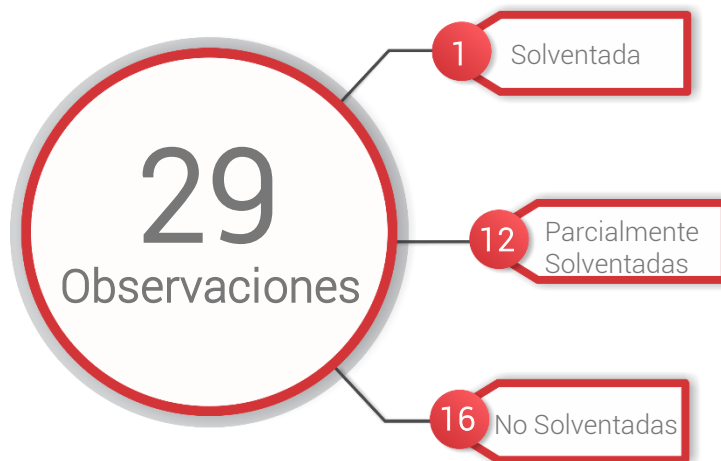 29
Observaciones
1
Solventada
12
Parcialmente
Solventadas
16
No Solventadas